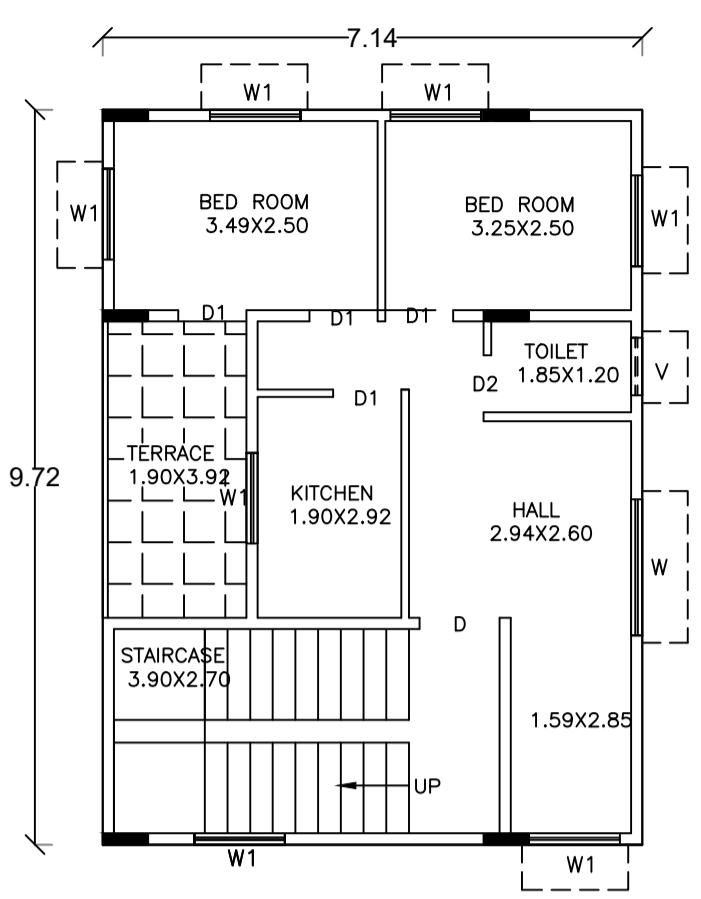 7.14
W1
W1
W1
W1
BED ROOM
3.49X2.50
BED ROOM
3.25X2.50
D1
D1
D1
TOILET
1.85X1.20
V
D2
D1
TERRACE
1.90X3.92
9.72
W1
KITCHEN
1.90X2.92
HALL
2.94X2.60
W
D
STAIRCASE
3.90X2.70
1.59X2.85
UP
W1
W1